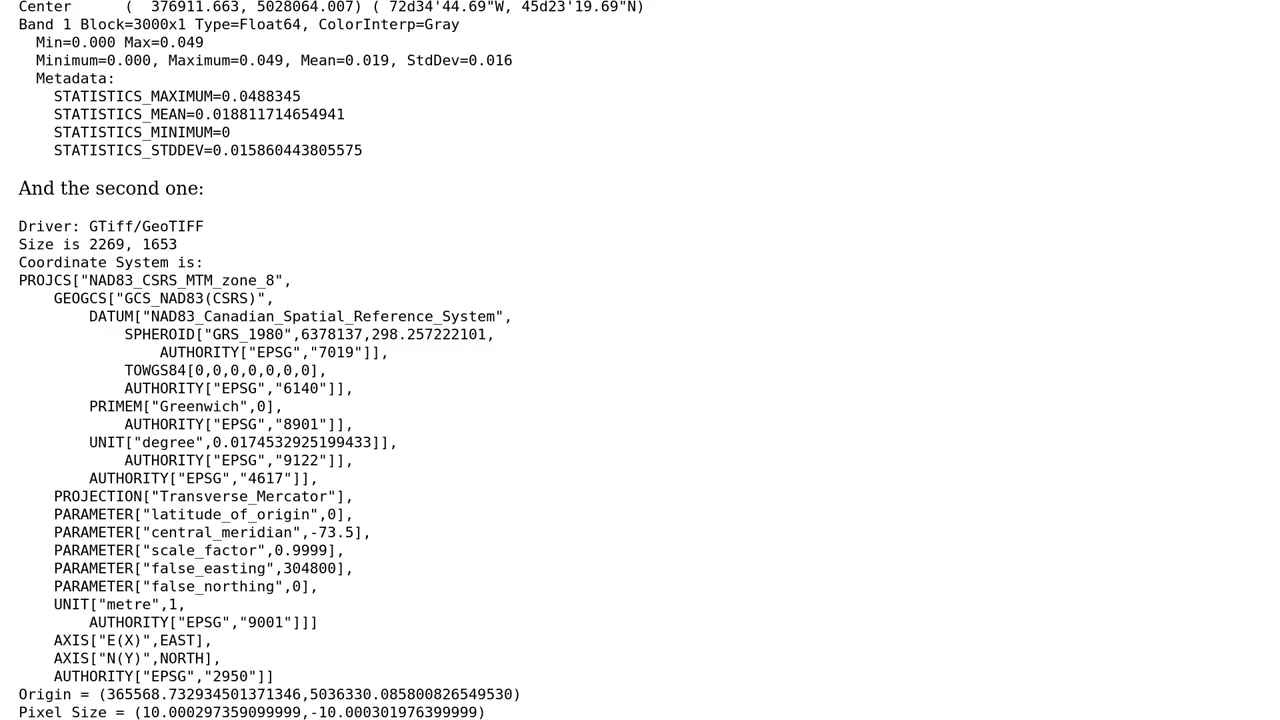 Center      (  376911.663, 5028064.007) ( 72d34'44.69"W, 45d23'19.69"N)
Band 1 Block=3000x1 Type=Float64, ColorInterp=Gray
  Min=0.000 Max=0.049
  Minimum=0.000, Maximum=0.049, Mean=0.019, StdDev=0.016
  Metadata:
    STATISTICS_MAXIMUM=0.0488345
    STATISTICS_MEAN=0.018811714654941
    STATISTICS_MINIMUM=0
    STATISTICS_STDDEV=0.015860443805575
And the second one:
Driver: GTiff/GeoTIFF
Size is 2269, 1653
Coordinate System is:
PROJCS["NAD83_CSRS_MTM_zone_8",
    GEOGCS["GCS_NAD83(CSRS)",
        DATUM["NAD83_Canadian_Spatial_Reference_System",
            SPHEROID["GRS_1980",6378137,298.257222101,
                AUTHORITY["EPSG","7019"]],
            TOWGS84[0,0,0,0,0,0,0],
            AUTHORITY["EPSG","6140"]],
        PRIMEM["Greenwich",0],
            AUTHORITY["EPSG","8901"]],
        UNIT["degree",0.0174532925199433]],
            AUTHORITY["EPSG","9122"]],
        AUTHORITY["EPSG","4617"]],
    PROJECTION["Transverse_Mercator"],
    PARAMETER["latitude_of_origin",0],
    PARAMETER["central_meridian",-73.5],
    PARAMETER["scale_factor",0.9999],
    PARAMETER["false_easting",304800],
    PARAMETER["false_northing",0],
    UNIT["metre",1,
        AUTHORITY["EPSG","9001"]]]
    AXIS["E(X)",EAST],
    AXIS["N(Y)",NORTH],
    AUTHORITY["EPSG","2950"]]
Origin = (365568.732934501371346,5036330.085800826549530)
Pixel Size = (10.000297359099999,-10.000301976399999)